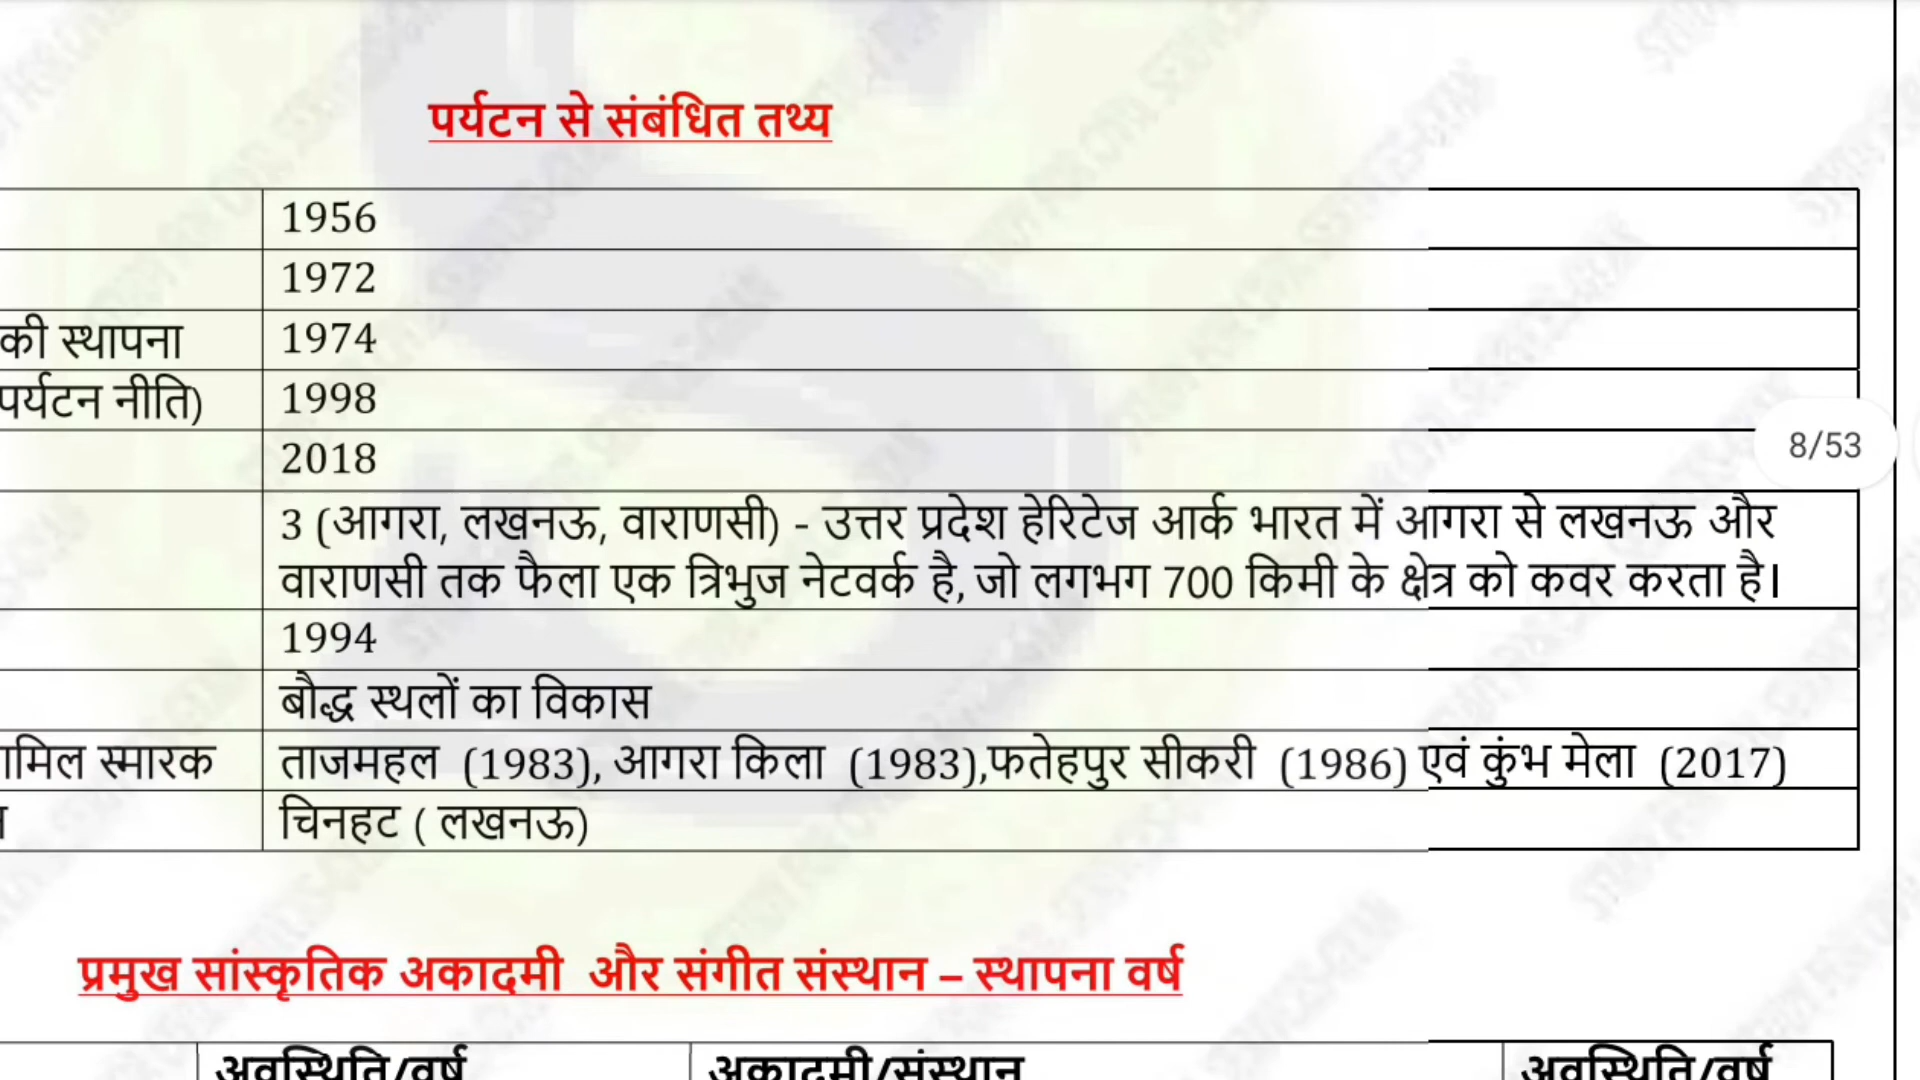 पर्यटन से संबंधित तथ्य
1956
1972
की स्थापना 1974
पर्यटन नीति) 1998
2018
8/53
3 (आगरा, लखनऊ, वाराणसी) - उत्तर प्रदेश हेरिटेज आर्क भारत में आगरा से लखनऊ और
वाराणसी तक फैला एक त्रिभुज नेटवर्क है, जो लगभग 700 किमी के क्षेत्र को कवर करता है।
1994
बौद्ध स्थलों का विकास
ामिल स्मारक ताजमहल (1983), आगरा किला (1983),फतेहपुर सीकरी (1986) एवं कुंभ मेला (2017)
चिनहट ( लखनऊ)
प्रमुख सांस्कृतिक अकादमी और संगीत संस्थान – स्थापना वर्ष
अवस्थिति/वर्ष अकादमी/संस्थान अवस्थिति/वर्ष